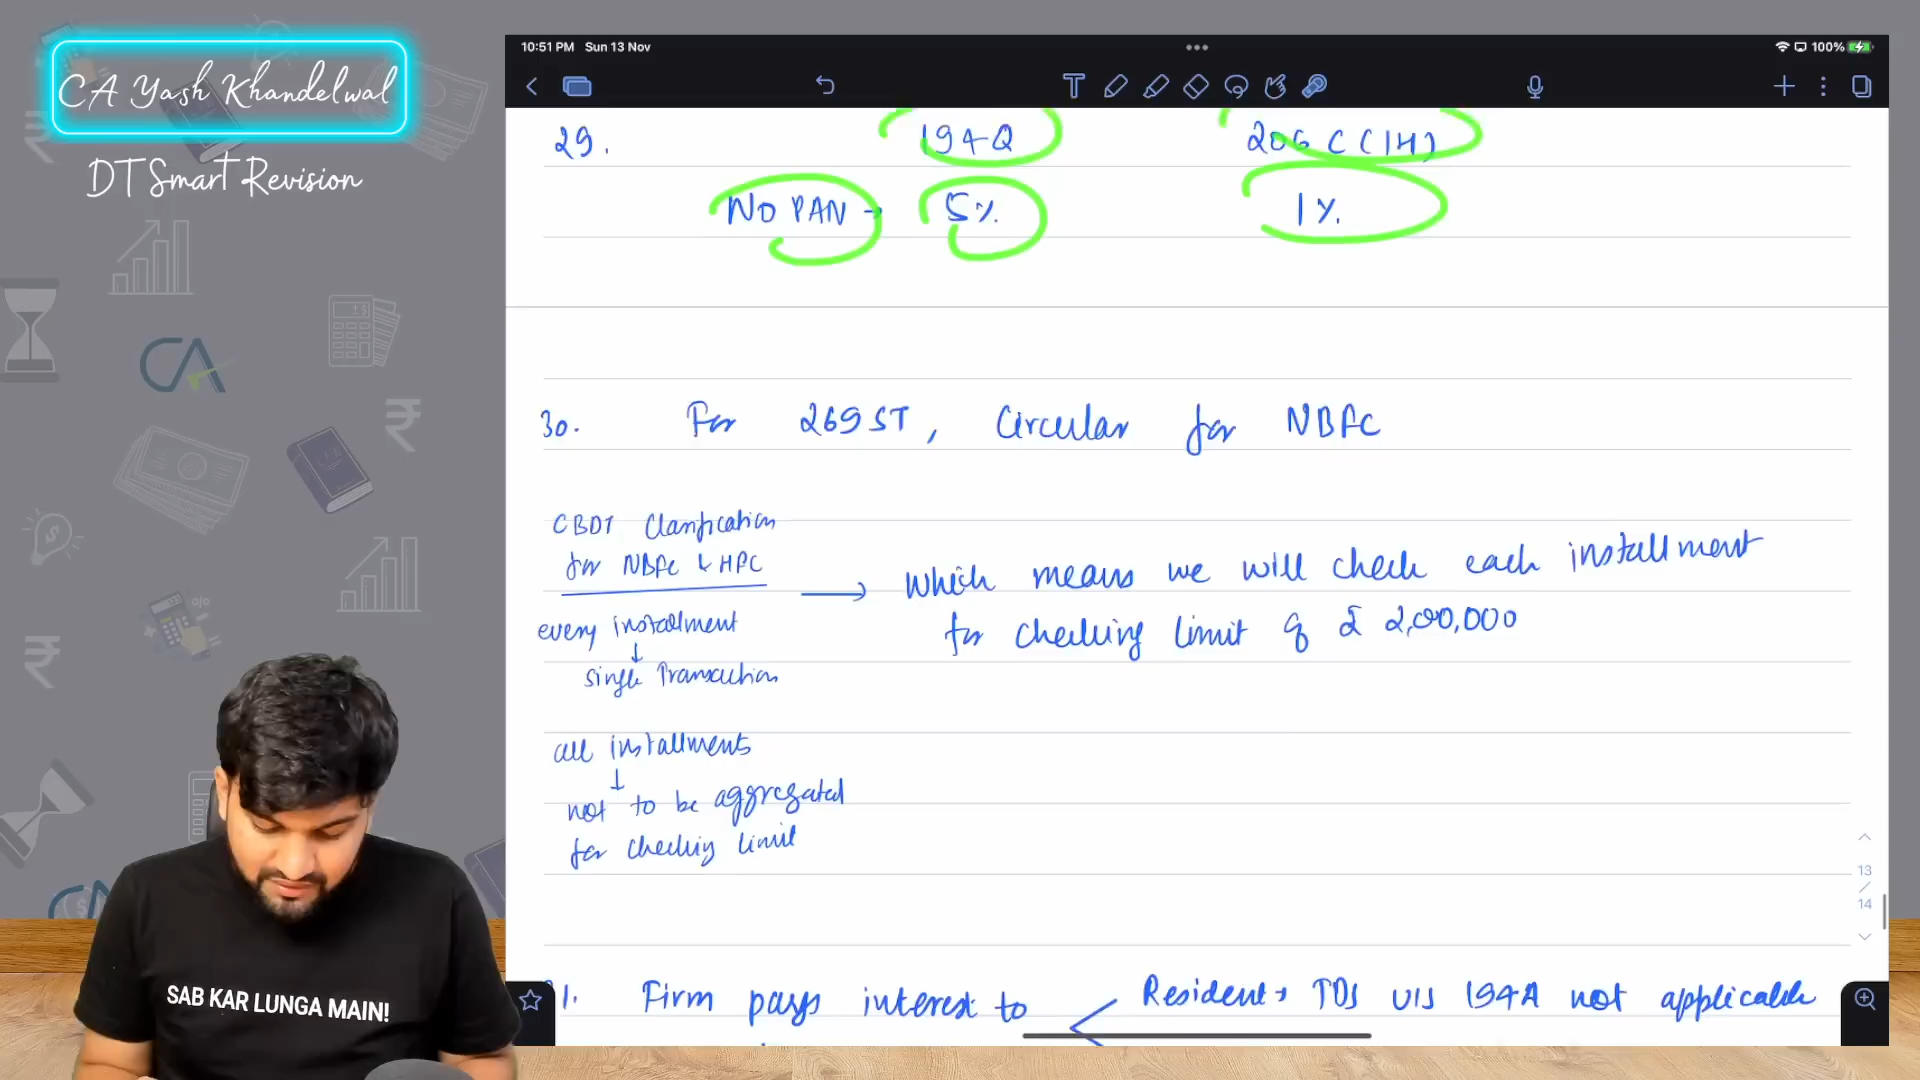 CA Yash Khandelwal
DT Smart Revision
10:51 PM Sun 13 Nov
100%
29. 194Q 206C(1H)
NO PAN → 5% 1%
30. For 269ST, Circular for NBFC
CBDT Clarification
for NBFC & HFC
→ which means we will check each installment
for checking limit of ₹ 2,00,000
every installment
↓
single Transaction
all installments
↓
not to be aggregated
for checking limit
13
/
14
1. Firm pays interest to
Resident → TDS u/s 194A not applicable
SAB KAR LUNGA MAIN!
CA